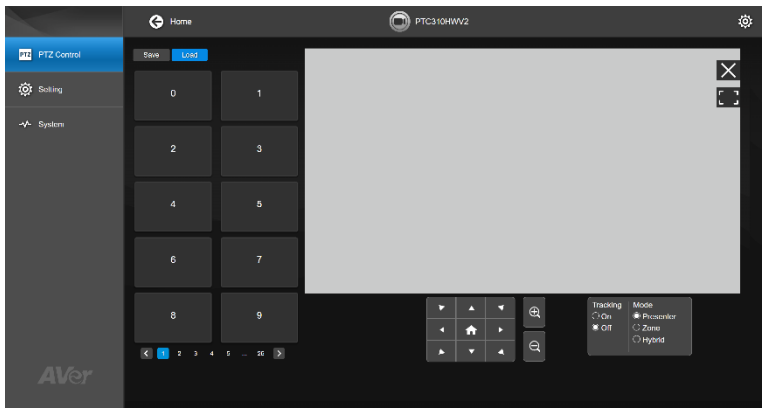 Home
PTC310HWV2
PTZ PTZ Control
Setting
System
Save Load
0 1
2 3
4 5
6 7
8 9
1 2 3 4 5 ... 26
Tracking Mode
On Presenter
Off Zone
Hybrid
AVer